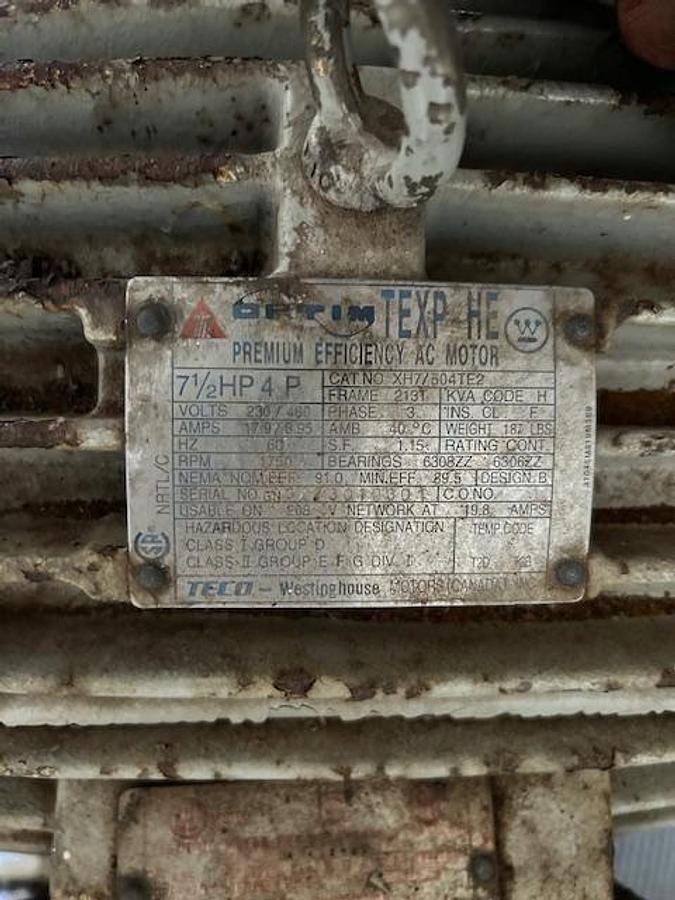 OPTIM TEXP HE
PREMIUM EFFICIENCY AC MOTOR
7½ HP 4 P CAT NO. XH7/504TE2
FRAME 213T KVA CODE H
VOLTS 230/460 PHASE 3 INS. CL. F
AMPS 17.9/8.95 AMB. 40 °C WEIGHT 187 LBS
HZ 60 S.F. 1.15 RATING CONT.
RPM 1750 BEARINGS 6308ZZ 6306ZZ
NEMA NOM.EFF. 91.0 MIN.EFF. 89.5 DESIGN B
SERIAL NO. C.O NO.
USABLE ON 208 V NETWORK AT 19.8 AMPS
HAZARDOUS LOCATION DESIGNATION TEMP CODE
CLASS I. GROUP D
CLASS II GROUP E F G DIV. I
TECO - Westinghouse MOTORS (CANADA) INC.
NRTL/C